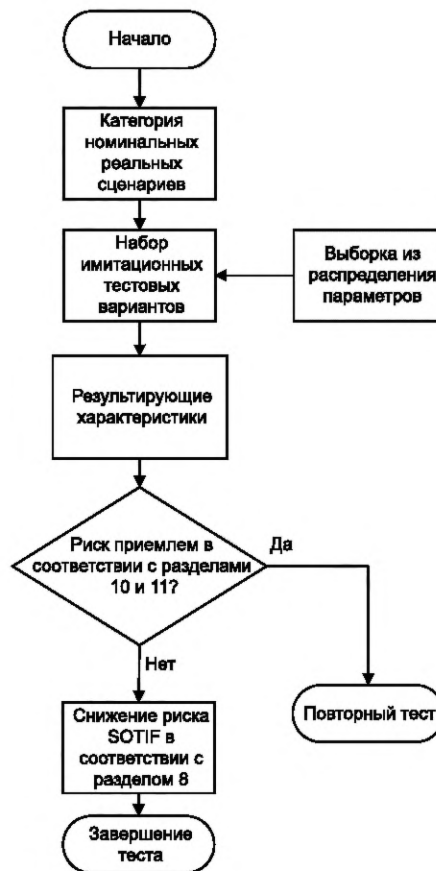 Начало
Категория
номинальных
реальных
сценариев
Набор
имитационных
тестовых
вариантов
Выборка из
распределения
параметров
Результирующие
характеристики
Риск приемлем в
соответствии с разделами
10 и 11?
Да
Нет
Снижение риска
SOTIF в
соответствии с
разделом 8
Повторный тест
Завершение
теста